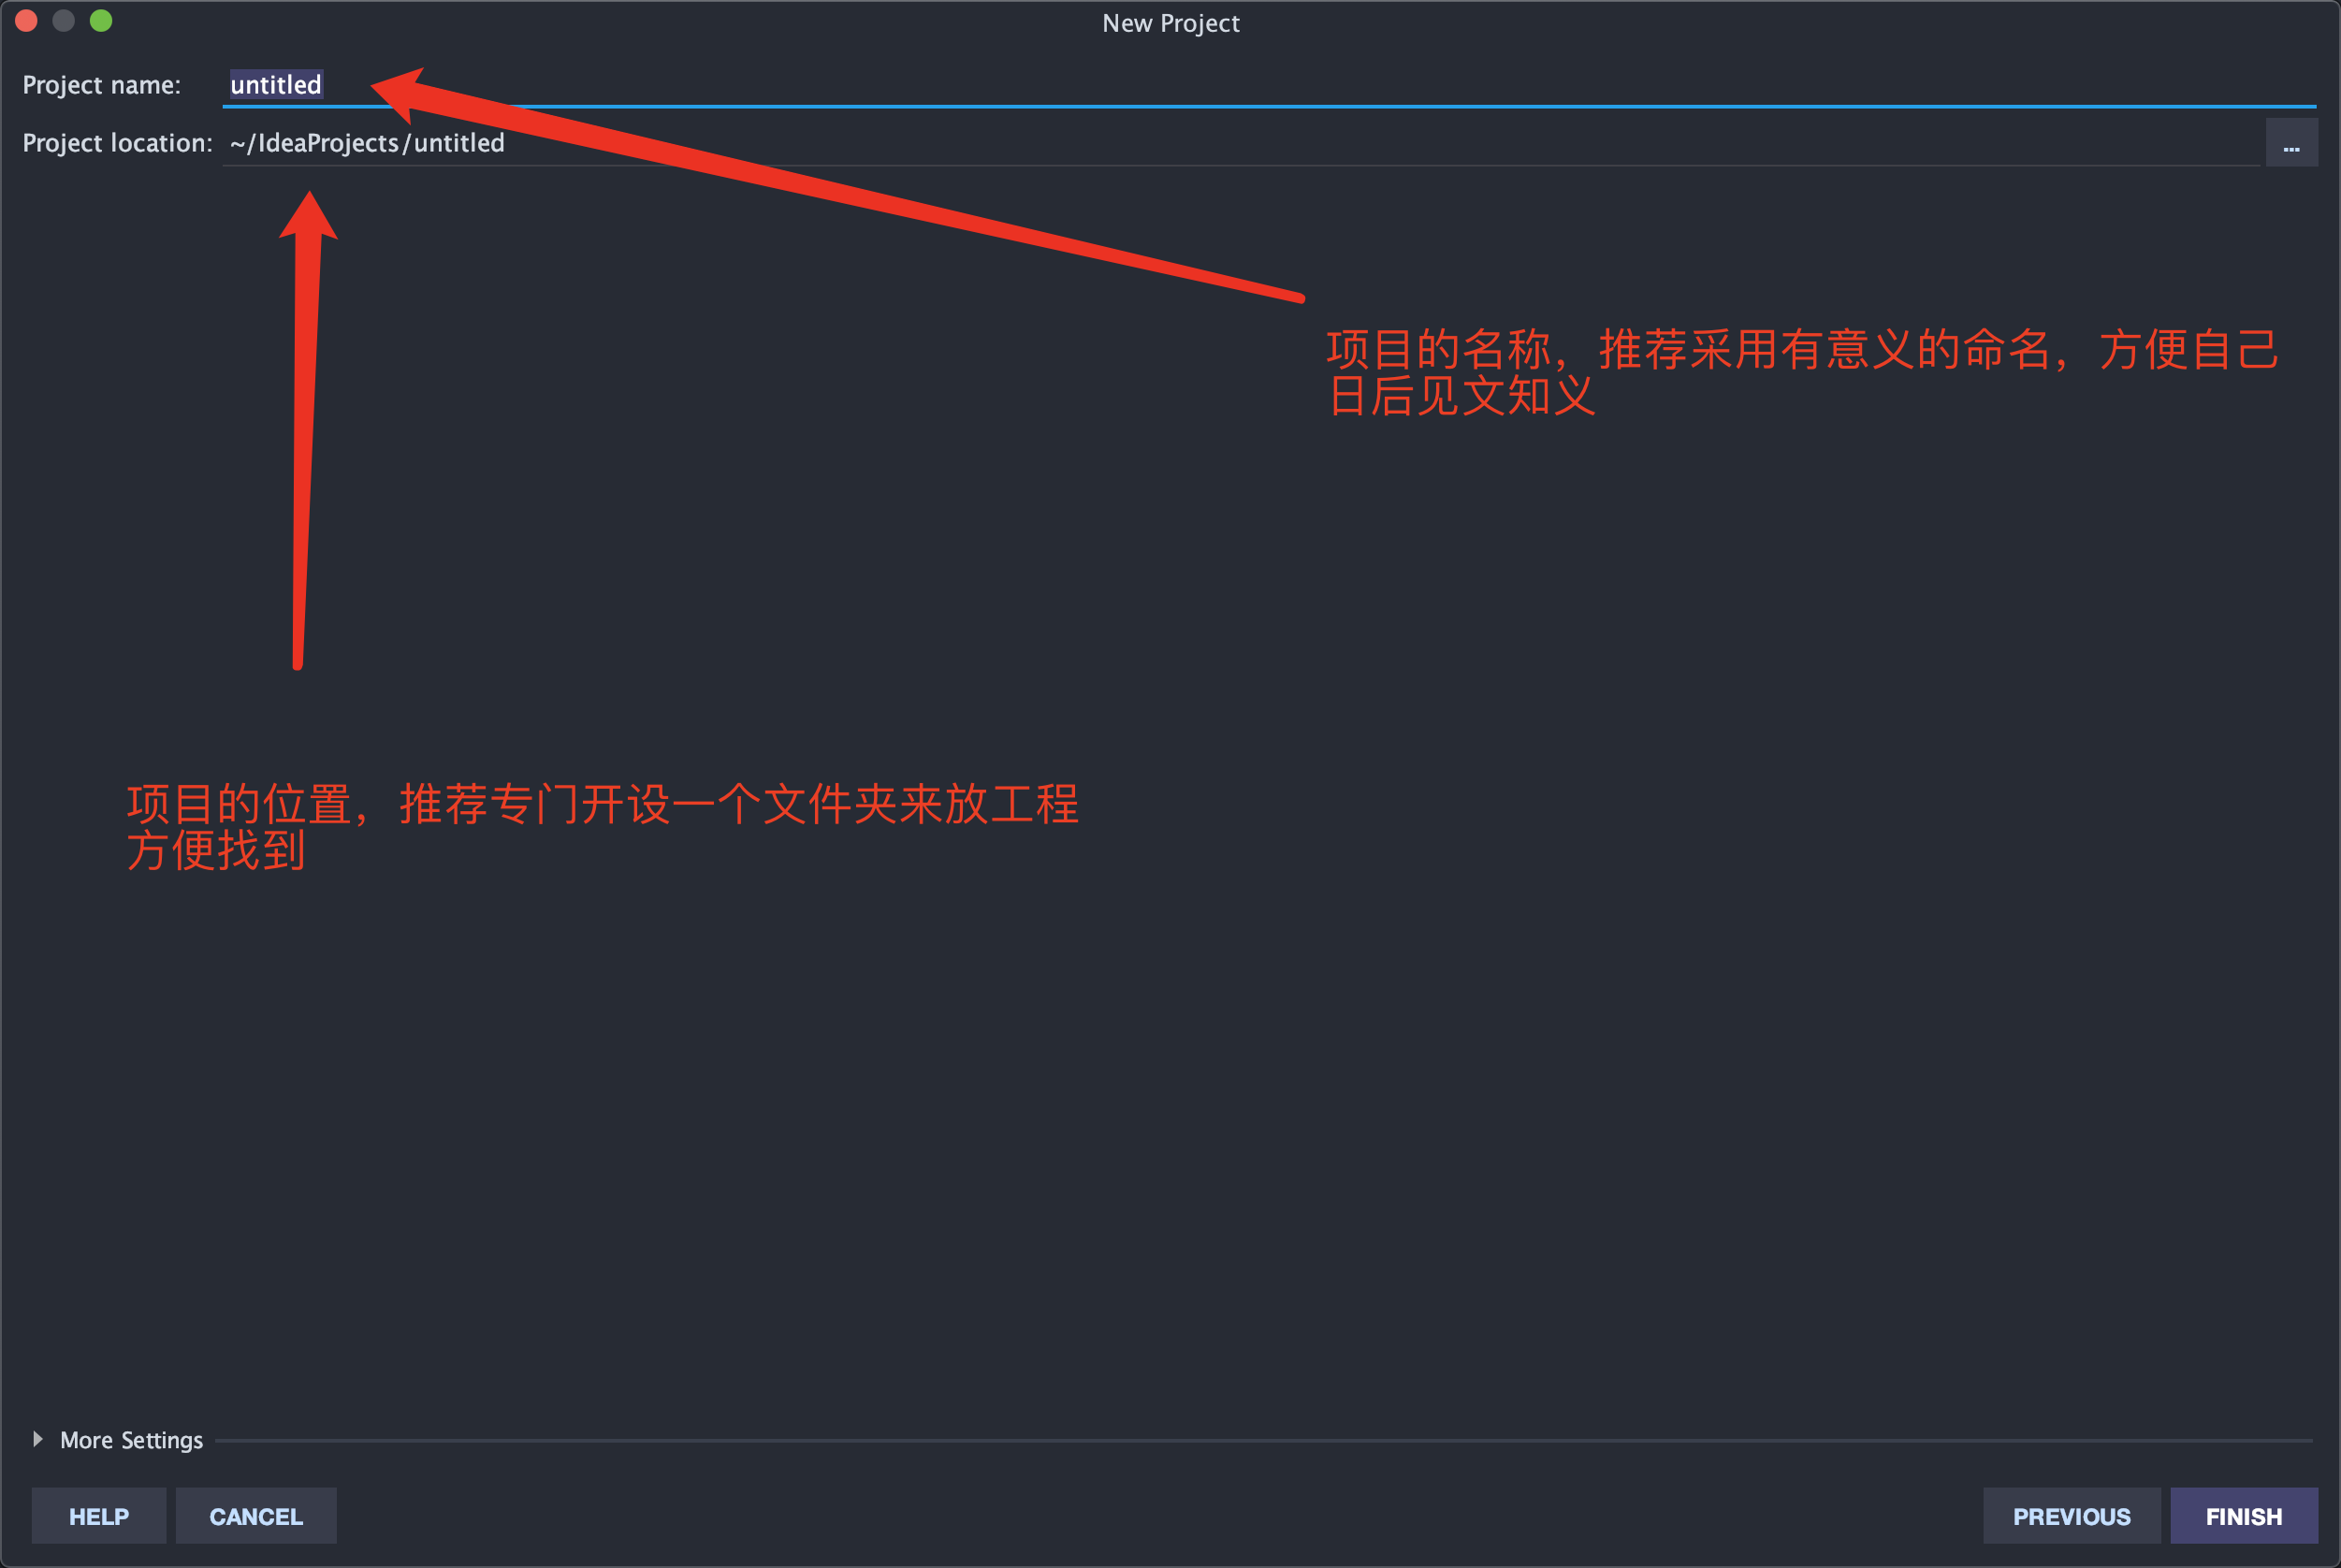 New Project
Project name: untitled
Project location: ~/IdeaProjects/untitled
...
项目的名称，推荐采用有意义的命名，方便自己
日后见文知义
项目的位置，推荐专门开设一个文件夹来放工程
方便找到
More Settings
HELP CANCEL PREVIOUS FINISH